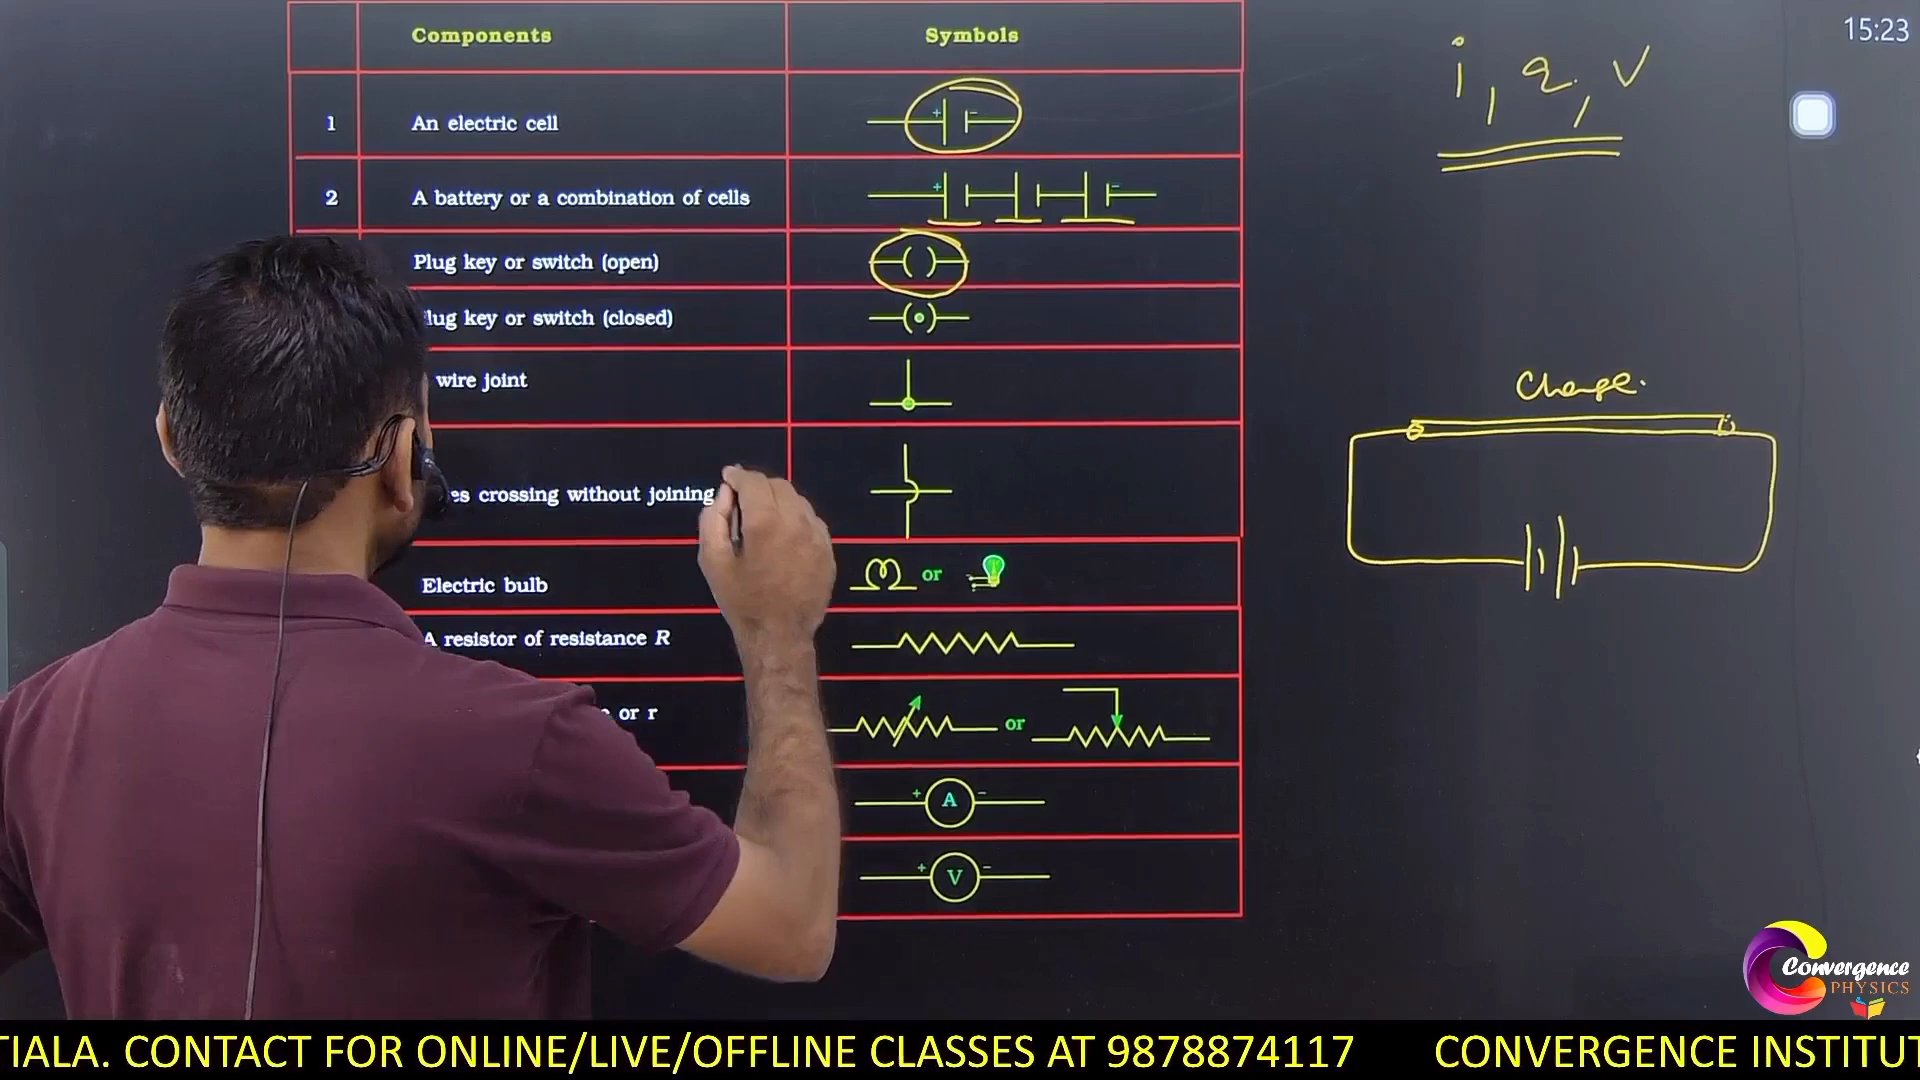 Components Symbols
1 An electric cell + -
2 A battery or a combination of cells + -
Plug key or switch (open) ( )
lug key or switch (closed) ( )
wire joint
es crossing without joining
Electric bulb or
A resistor of resistance R
or r or
+ A -
+ V -
i, q, V
Charge.
15:23
Convergence
PHYSICS
TIALA. CONTACT FOR ONLINE/LIVE/OFFLINE CLASSES AT 9878874117 CONVERGENCE INSTITUT